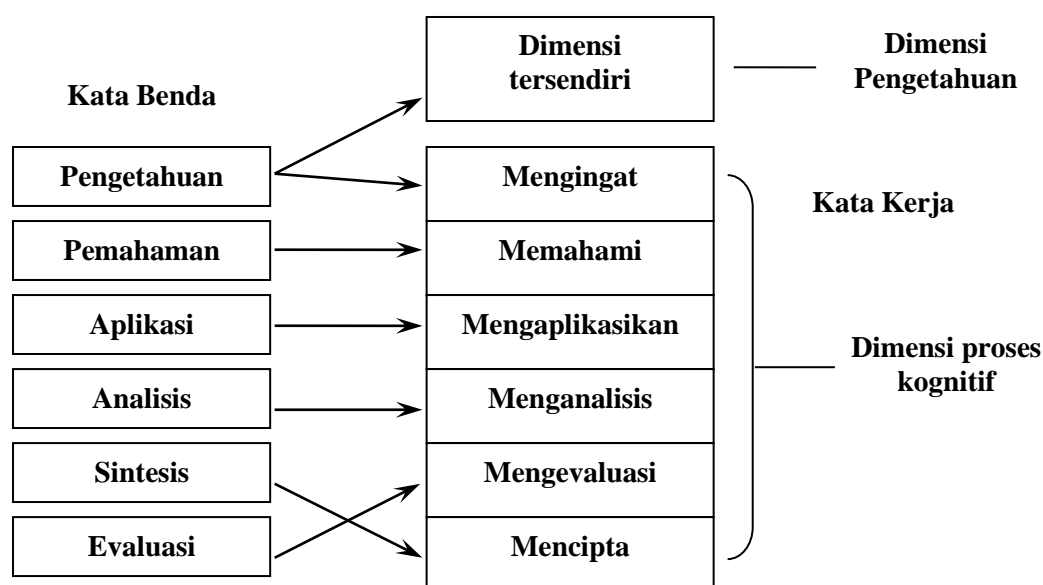 Kata Benda
Pengetahuan
Pemahaman
Aplikasi
Analisis
Sintesis
Evaluasi
Dimensi
tersendiri
Mengingat
Memahami
Mengaplikasikan
Menganalisis
Mengevaluasi
Mencipta
Dimensi
Pengetahuan
Kata Kerja
Dimensi proses
kognitif